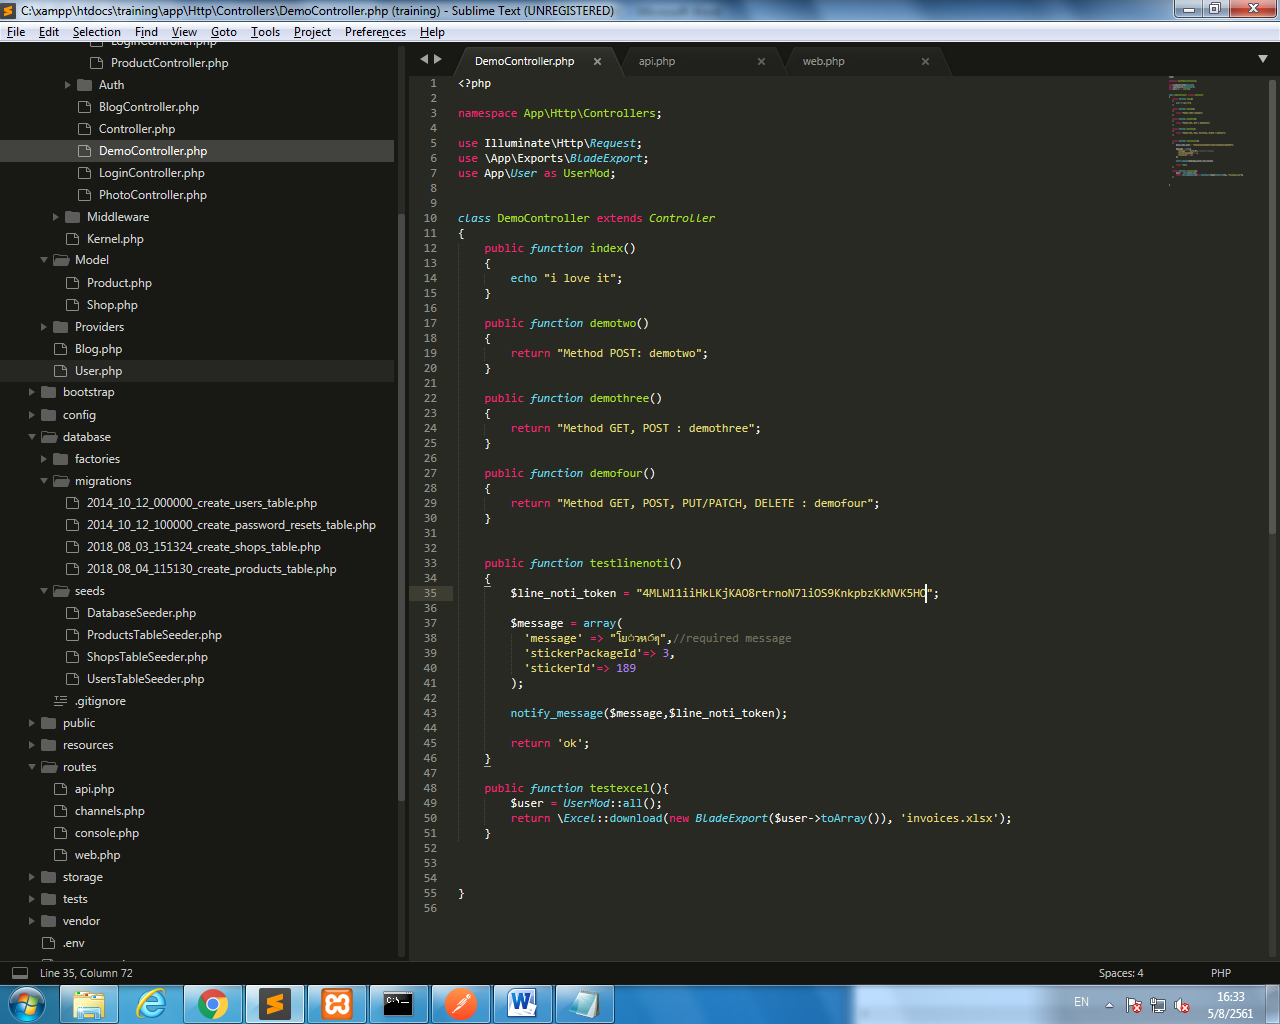 C:\xampp\htdocs\training\app\Http\Controllers\DemoController.php (training) - Sublime Text (UNREGISTERED)
File Edit Selection Find View Goto Tools Project Preferences Help
LoginController.php
ProductController.php
Auth
BlogController.php
Controller.php
DemoController.php
LoginController.php
PhotoController.php
Middleware
Kernel.php
Model
Product.php
Shop.php
Providers
Blog.php
User.php
bootstrap
config
database
factories
migrations
2014_10_12_000000_create_users_table.php
2014_10_12_100000_create_password_resets_table.php
2018_08_03_151324_create_shops_table.php
2018_08_04_115130_create_products_table.php
seeds
DatabaseSeeder.php
ProductsTableSeeder.php
ShopsTableSeeder.php
UsersTableSeeder.php
.gitignore
public
resources
routes
api.php
channels.php
console.php
web.php
storage
tests
vendor
.env
DemoController.php api.php web.php
1 <?php
2
3 namespace App\Http\Controllers;
4
5 use Illuminate\Http\Request;
6 use \App\Exports\BladeExport;
7 use App\User as UserMod;
8
9
10 class DemoController extends Controller
11 {
12 public function index()
13 {
14 echo "i love it";
15 }
16
17 public function demotwo()
18 {
19 return "Method POST: demotwo";
20 }
21
22 public function demothree()
23 {
24 return "Method GET, POST : demothree";
25 }
26
27 public function demofour()
28 {
29 return "Method GET, POST, PUT/PATCH, DELETE : demofour";
30 }
31
32
33 public function testlinenoti()
34 {
35 $line_noti_token = "4MLW11iiHkLKjKAO8rtrnoN7liOS9KnkpbzKkNVK5HO";
36
37 $message = array(
38 'message' => ,//required message
39 'stickerPackageId'=> 3,
40 'stickerId'=> 189
41 );
42
43 notify_message($message,$line_noti_token);
44
45 return 'ok';
46 }
47
48 public function testexcel(){
49 $user = UserMod::all();
50 return \Excel::download(new BladeExport($user->toArray()), 'invoices.xlsx');
51 }
52
53
54
55 }
56
Line 35, Column 72 Spaces: 4 PHP
EN 16:33
5/8/2561